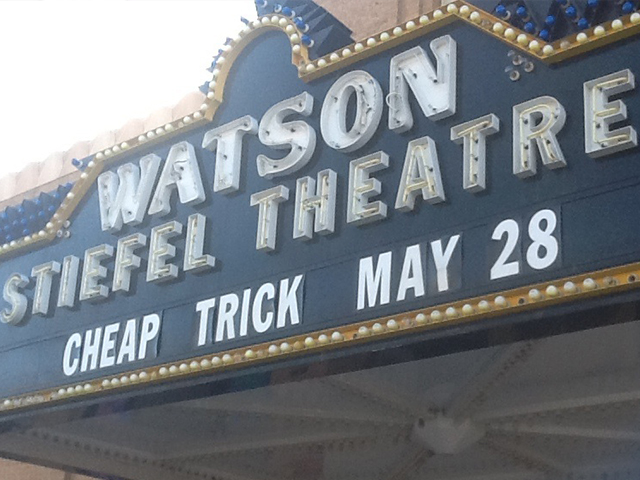 WATSON
STIEFEL THEATRE
CHEAP TRICK MAY 28